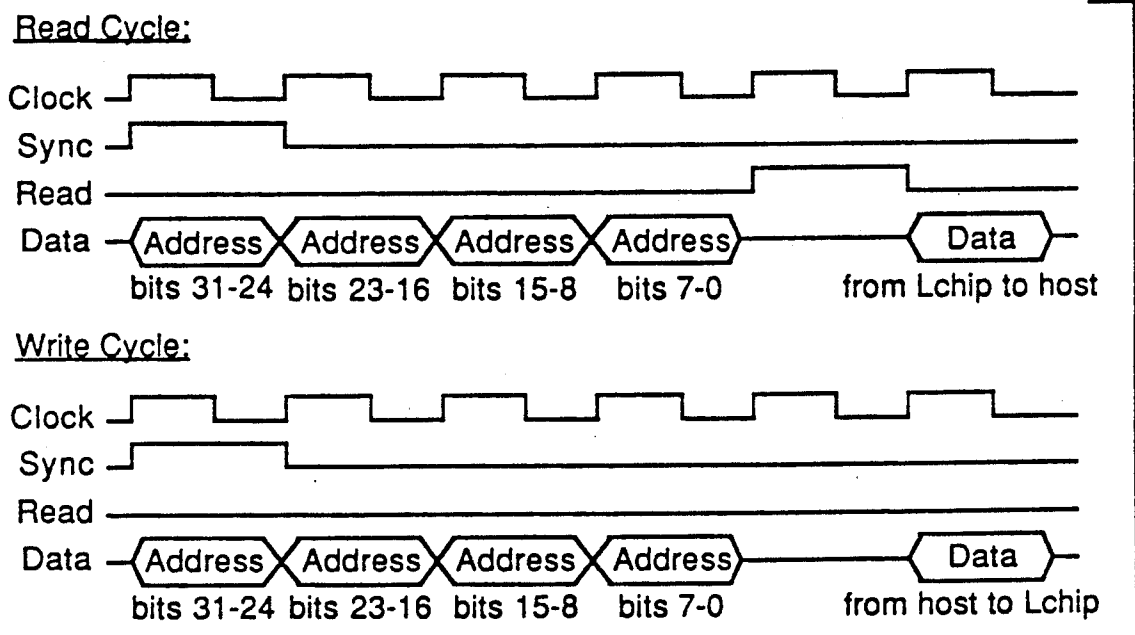 Read Cycle:
Clock
Sync
Read
Data Address Address Address Address Data
bits 31-24 bits 23-16 bits 15-8 bits 7-0 from Lchip to host
Write Cycle:
Clock
Sync
Read
Data Address Address Address Address Data
bits 31-24 bits 23-16 bits 15-8 bits 7-0 from host to Lchip